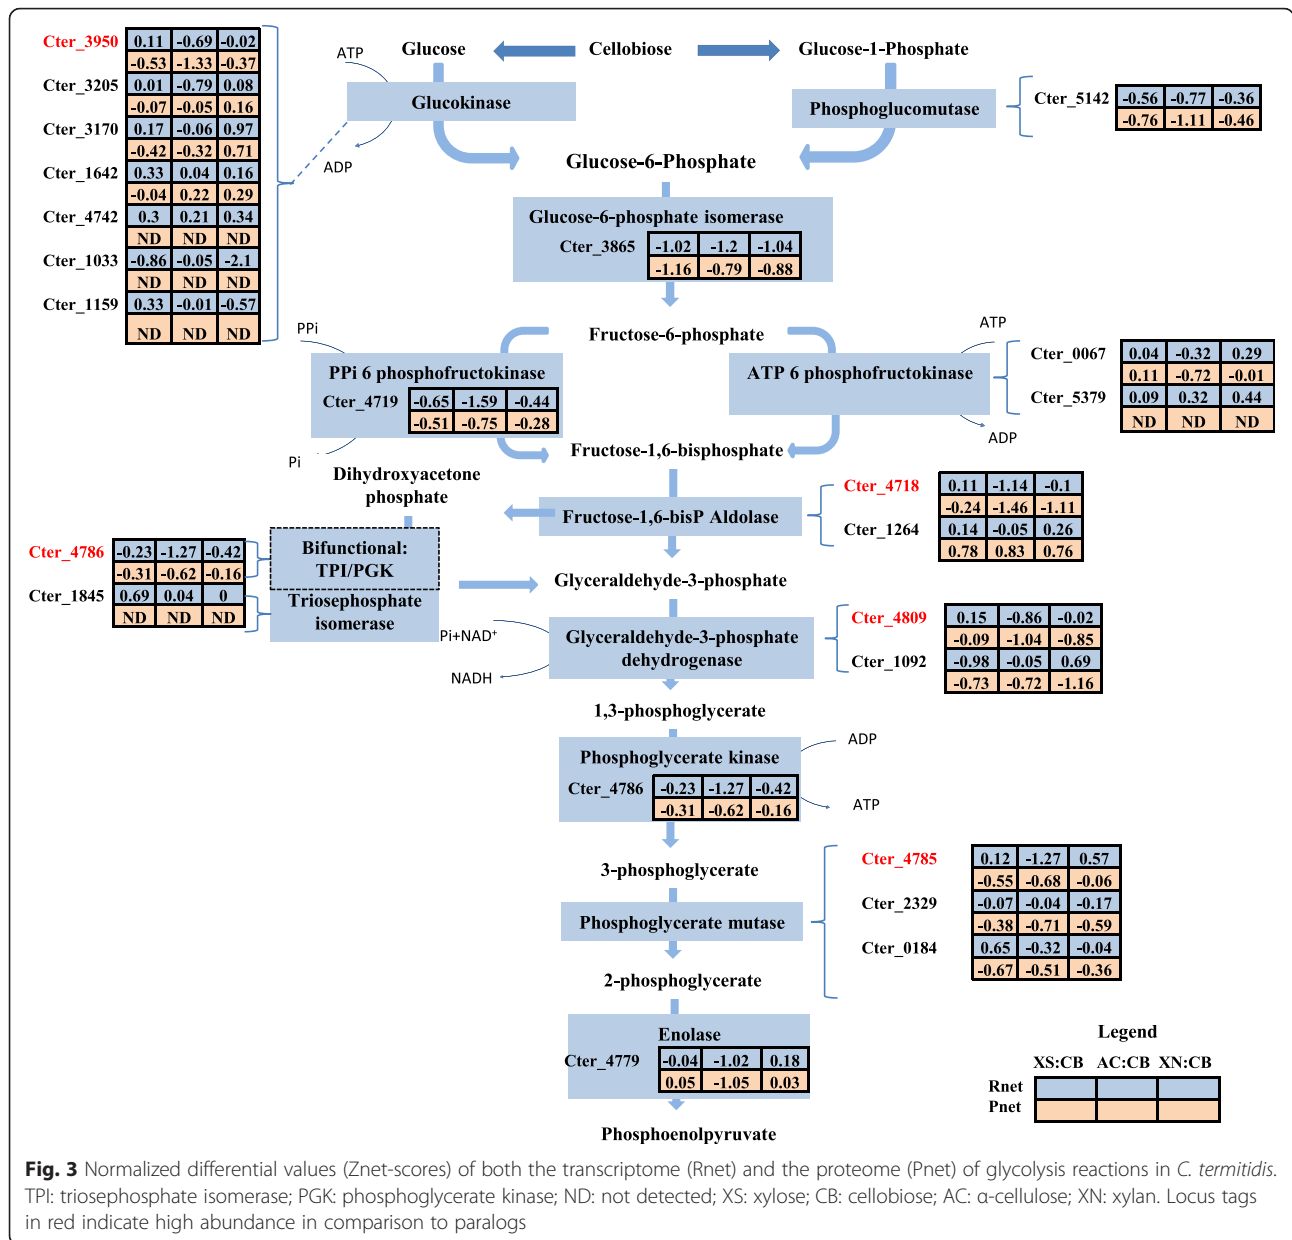 Cter_3950 0.11 -0.69 -0.02
-0.53 -1.33 -0.37
Cter_3205 0.01 -0.79 0.08
-0.07 -0.05 0.16
Cter_3170 0.17 -0.06 0.97
-0.42 -0.32 0.71
Cter_1642 0.33 0.04 0.16
-0.04 0.22 0.29
Cter_4742 0.3 0.21 0.34
ND ND ND
Cter_1033 -0.86 -0.05 -2.1
ND ND ND
Cter_1159 0.33 -0.01 -0.57
ND ND ND
Glucose Cellobiose Glucose-1-Phosphate
ATP
Glucokinase
ADP
Phosphoglucomutase
Cter_5142 -0.56 -0.77 -0.36
-0.76 -1.11 -0.46
Glucose-6-Phosphate
Glucose-6-phosphate isomerase
Cter_3865 -1.02 -1.2 -1.04
-1.16 -0.79 -0.88
Fructose-6-phosphate
PPi
PPi 6 phosphofructokinase
Cter_4719 -0.65 -1.59 -0.44
-0.51 -0.75 -0.28
Pi
ATP
ATP 6 phosphofructokinase
ADP
Cter_0067 0.04 -0.32 0.29
0.11 -0.72 -0.01
Cter_5379 0.09 0.32 0.44
ND ND ND
Fructose-1,6-bisphosphate
Dihydroxyacetone
phosphate
Fructose-1,6-bisP Aldolase
Cter_4718 0.11 -1.14 -0.1
-0.24 -1.46 -1.11
Cter_1264 0.14 -0.05 0.26
0.78 0.83 0.76
Cter_4786 -0.23 -1.27 -0.42
-0.31 -0.62 -0.16
Cter_1845 0.69 0.04 0
ND ND ND
Bifunctional:
TPI/PGK
Triosephosphate
isomerase
Glyceraldehyde-3-phosphate
Pi+NAD+
Glyceraldehyde-3-phosphate
dehydrogenase
NADH
Cter_4809 0.15 -0.86 -0.02
-0.09 -1.04 -0.85
Cter_1092 -0.98 -0.05 0.69
-0.73 -0.72 -1.16
1,3-phosphoglycerate
Phosphoglycerate kinase
Cter_4786 -0.23 -1.27 -0.42
-0.31 -0.62 -0.16
ADP
ATP
3-phosphoglycerate
Phosphoglycerate mutase
Cter_4785 0.12 -1.27 0.57
-0.55 -0.68 -0.06
Cter_2329 -0.07 -0.04 -0.17
-0.38 -0.71 -0.59
Cter_0184 0.65 -0.32 -0.04
-0.67 -0.51 -0.36
2-phosphoglycerate
Enolase
Cter_4779 -0.04 -1.02 0.18
0.05 -1.05 0.03
Phosphoenolpyruvate
Legend
XS:CB AC:CB XN:CB
Rnet
Pnet
Fig. 3 Normalized differential values (Znet-scores) of both the transcriptome (Rnet) and the proteome (Pnet) of glycolysis reactions in C. termitidis.
TPI: triosephosphate isomerase; PGK: phosphoglycerate kinase; ND: not detected; XS: xylose; CB: cellobiose; AC: α-cellulose; XN: xylan. Locus tags
in red indicate high abundance in comparison to paralogs